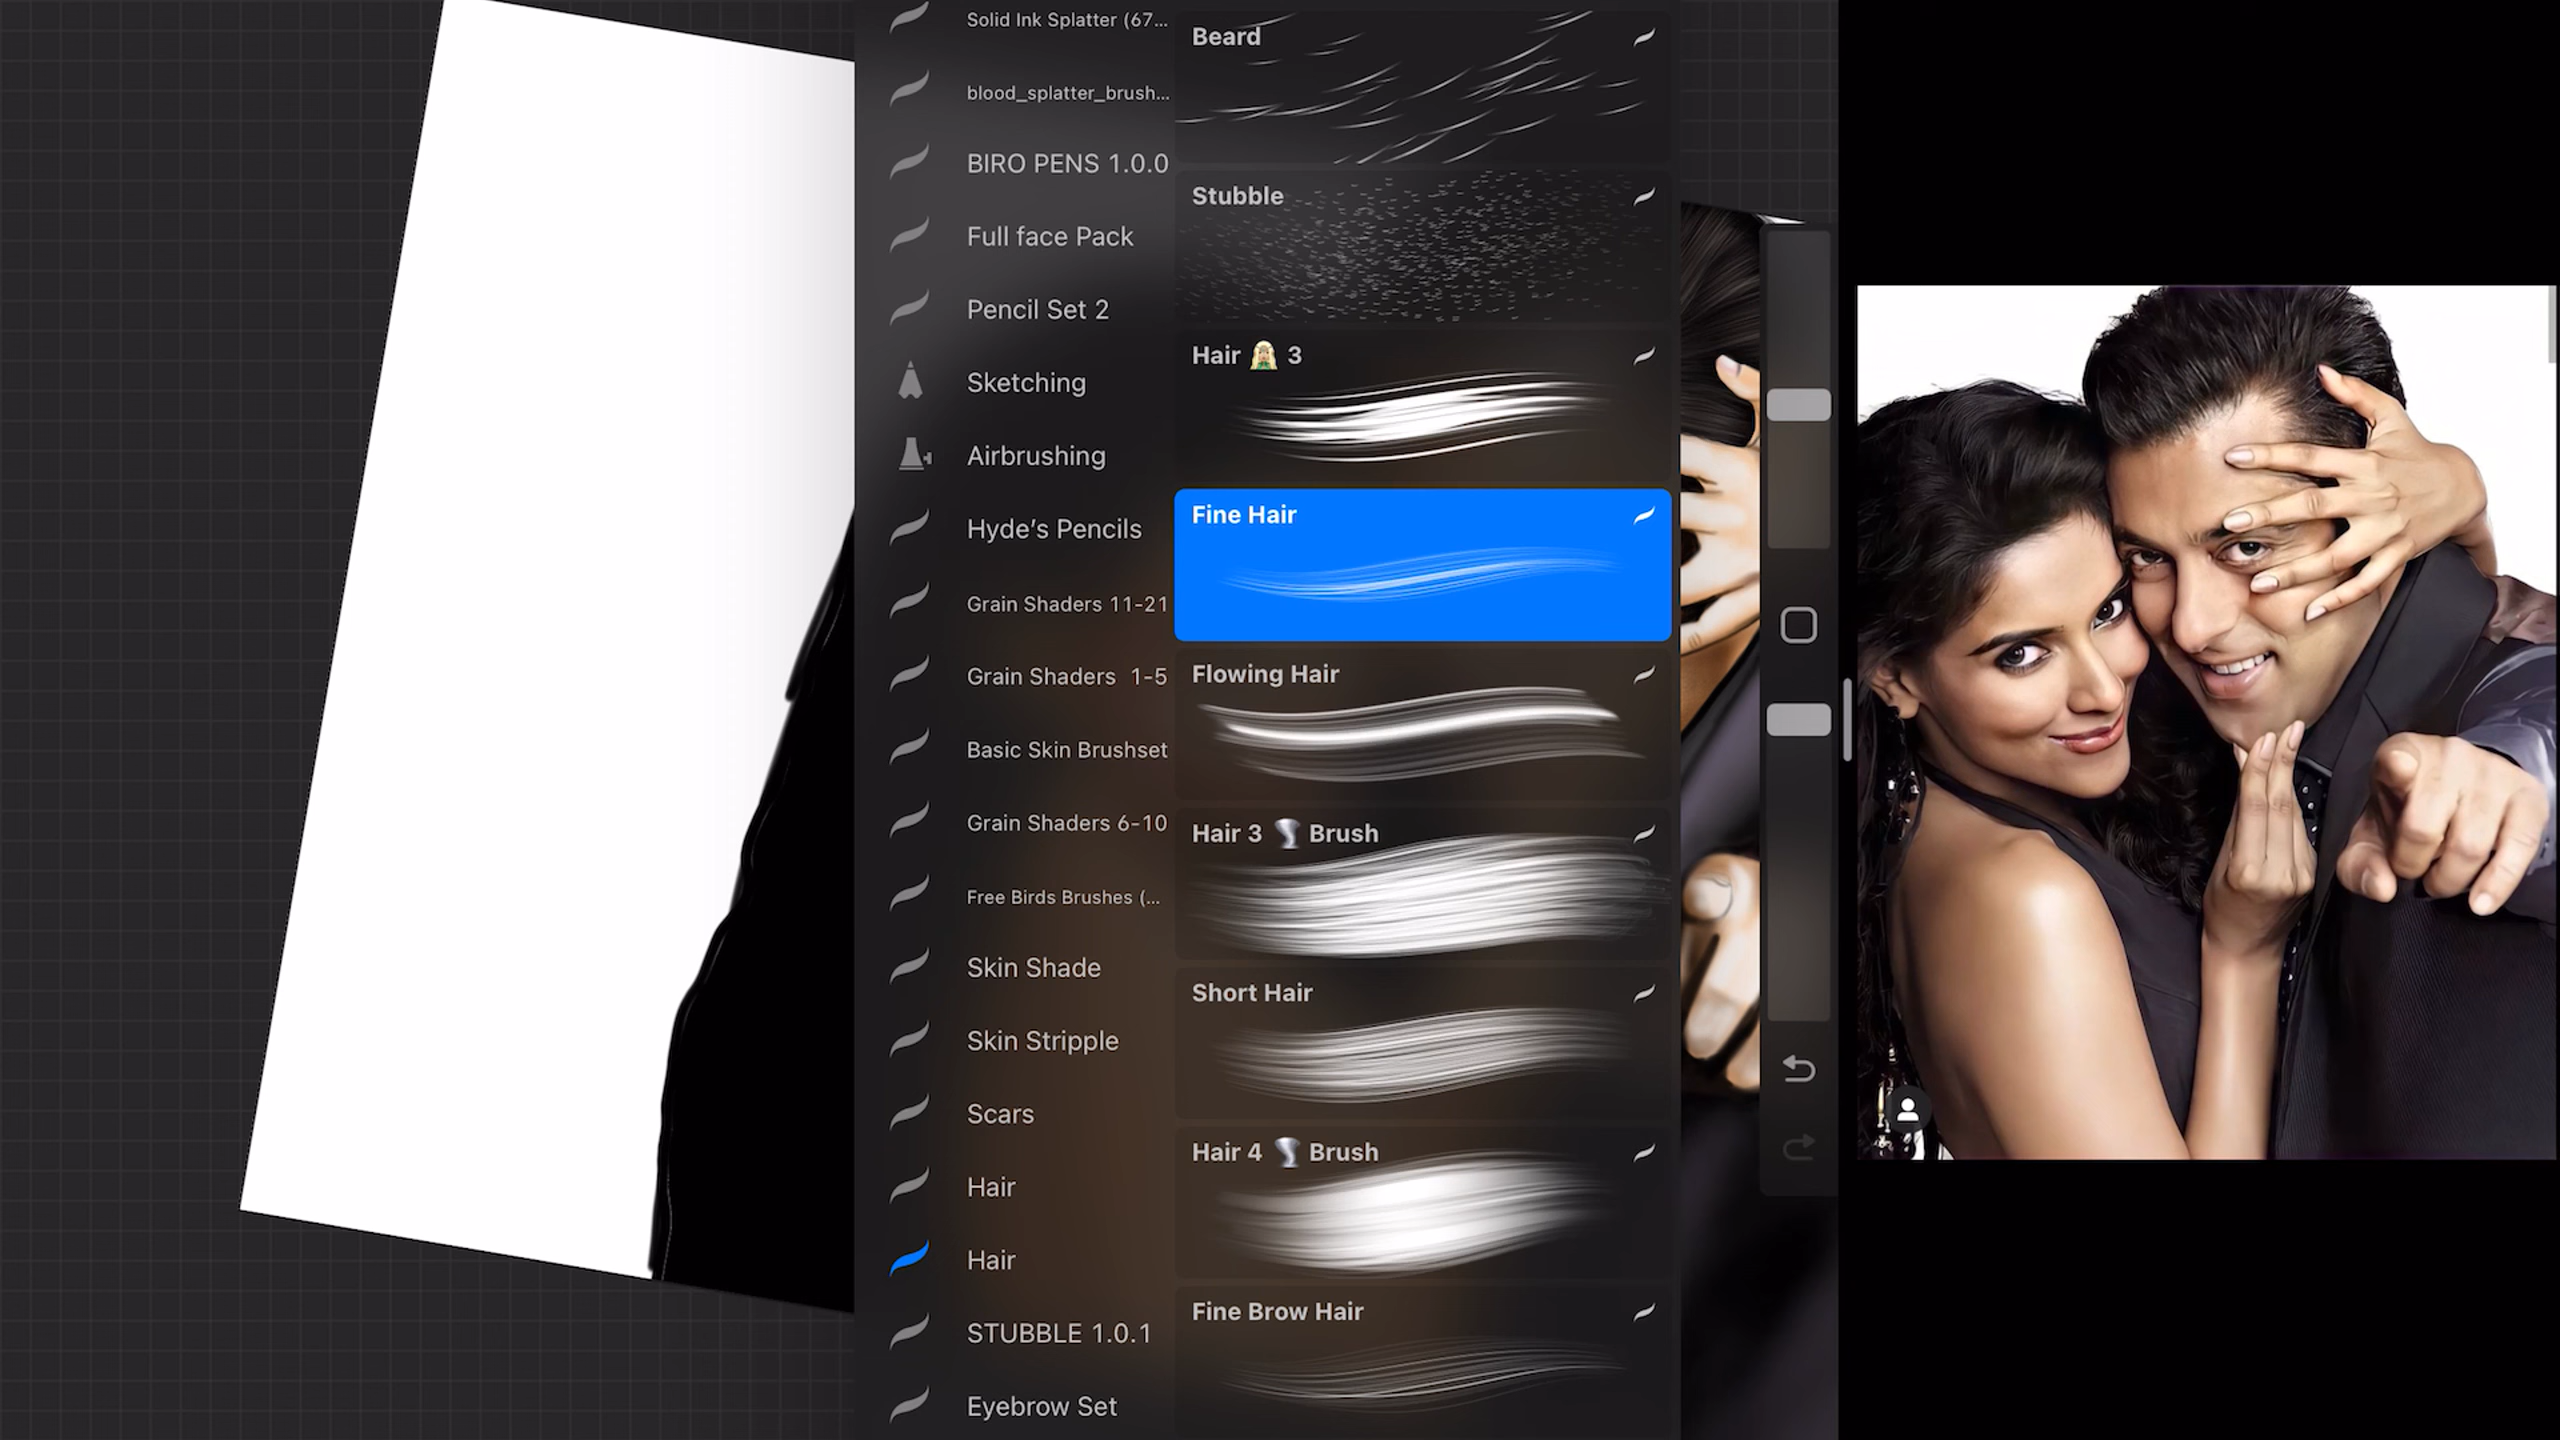 Solid Ink Splatter (67...
blood_splatter_brush...
BIRO PENS 1.0.0
Full face Pack
Pencil Set 2
Sketching
Airbrushing
Hyde's Pencils
Grain Shaders 11-21
Grain Shaders 1-5
Basic Skin Brushset
Grain Shaders 6-10
Free Birds Brushes (...
Skin Shade
Skin Stripple
Scars
Hair
Hair
STUBBLE 1.0.1
Eyebrow Set
Beard
Stubble
Hair 3
Fine Hair
Flowing Hair
Hair 3 Brush
Short Hair
Hair 4 Brush
Fine Brow Hair